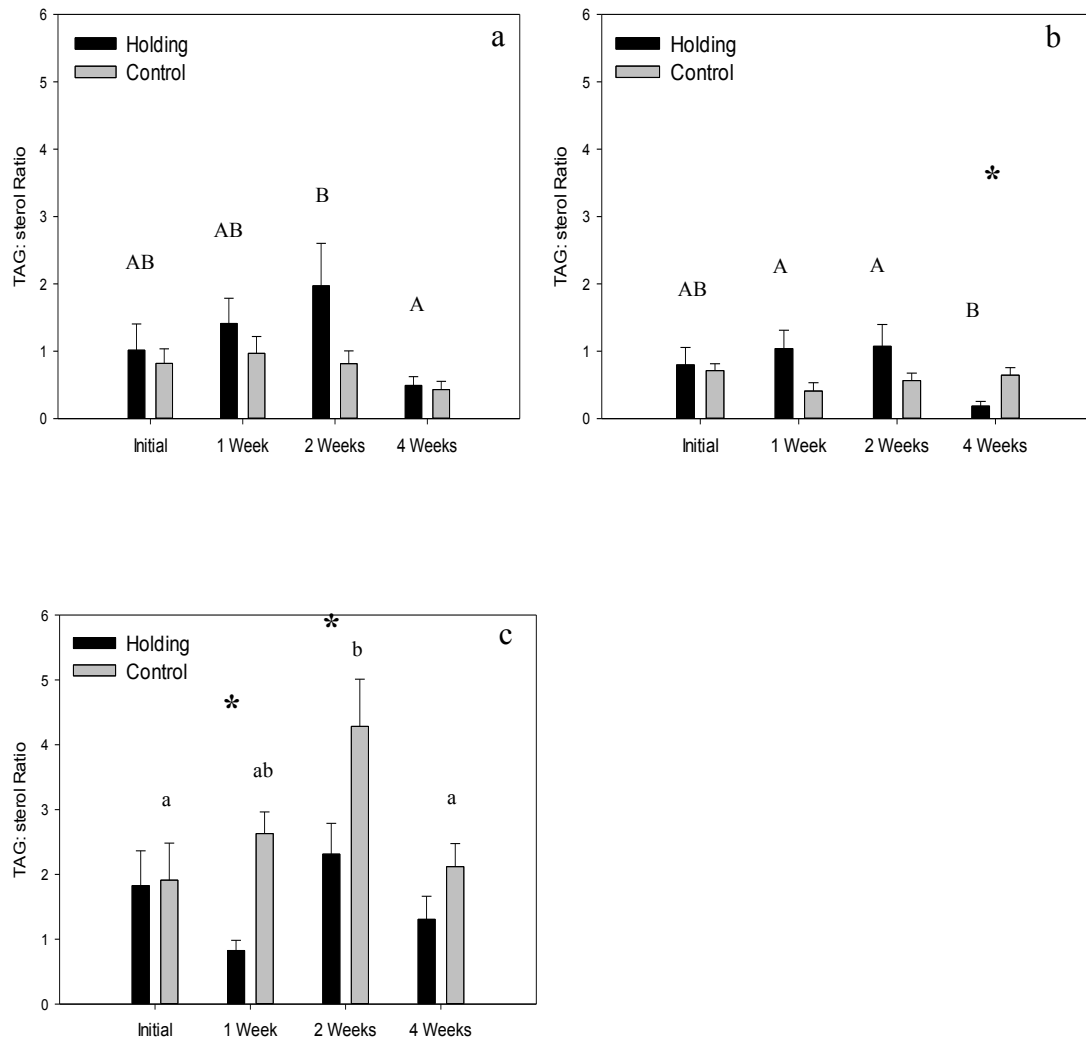 a
Holding
Control
6
5
4
3
2
1
0
TAG: sterol Ratio
AB
AB
B
A
Initial
1 Week
2 Weeks
4 Weeks
b
Holding
Control
6
5
4
3
2
1
0
TAG: sterol Ratio
*
AB
A
A
B
Initial
1 Week
2 Weeks
4 Weeks
c
Holding
Control
6
5
4
3
2
1
0
TAG: sterol Ratio
*
*
a
ab
b
a
Initial
1 Week
2 Weeks
4 Weeks